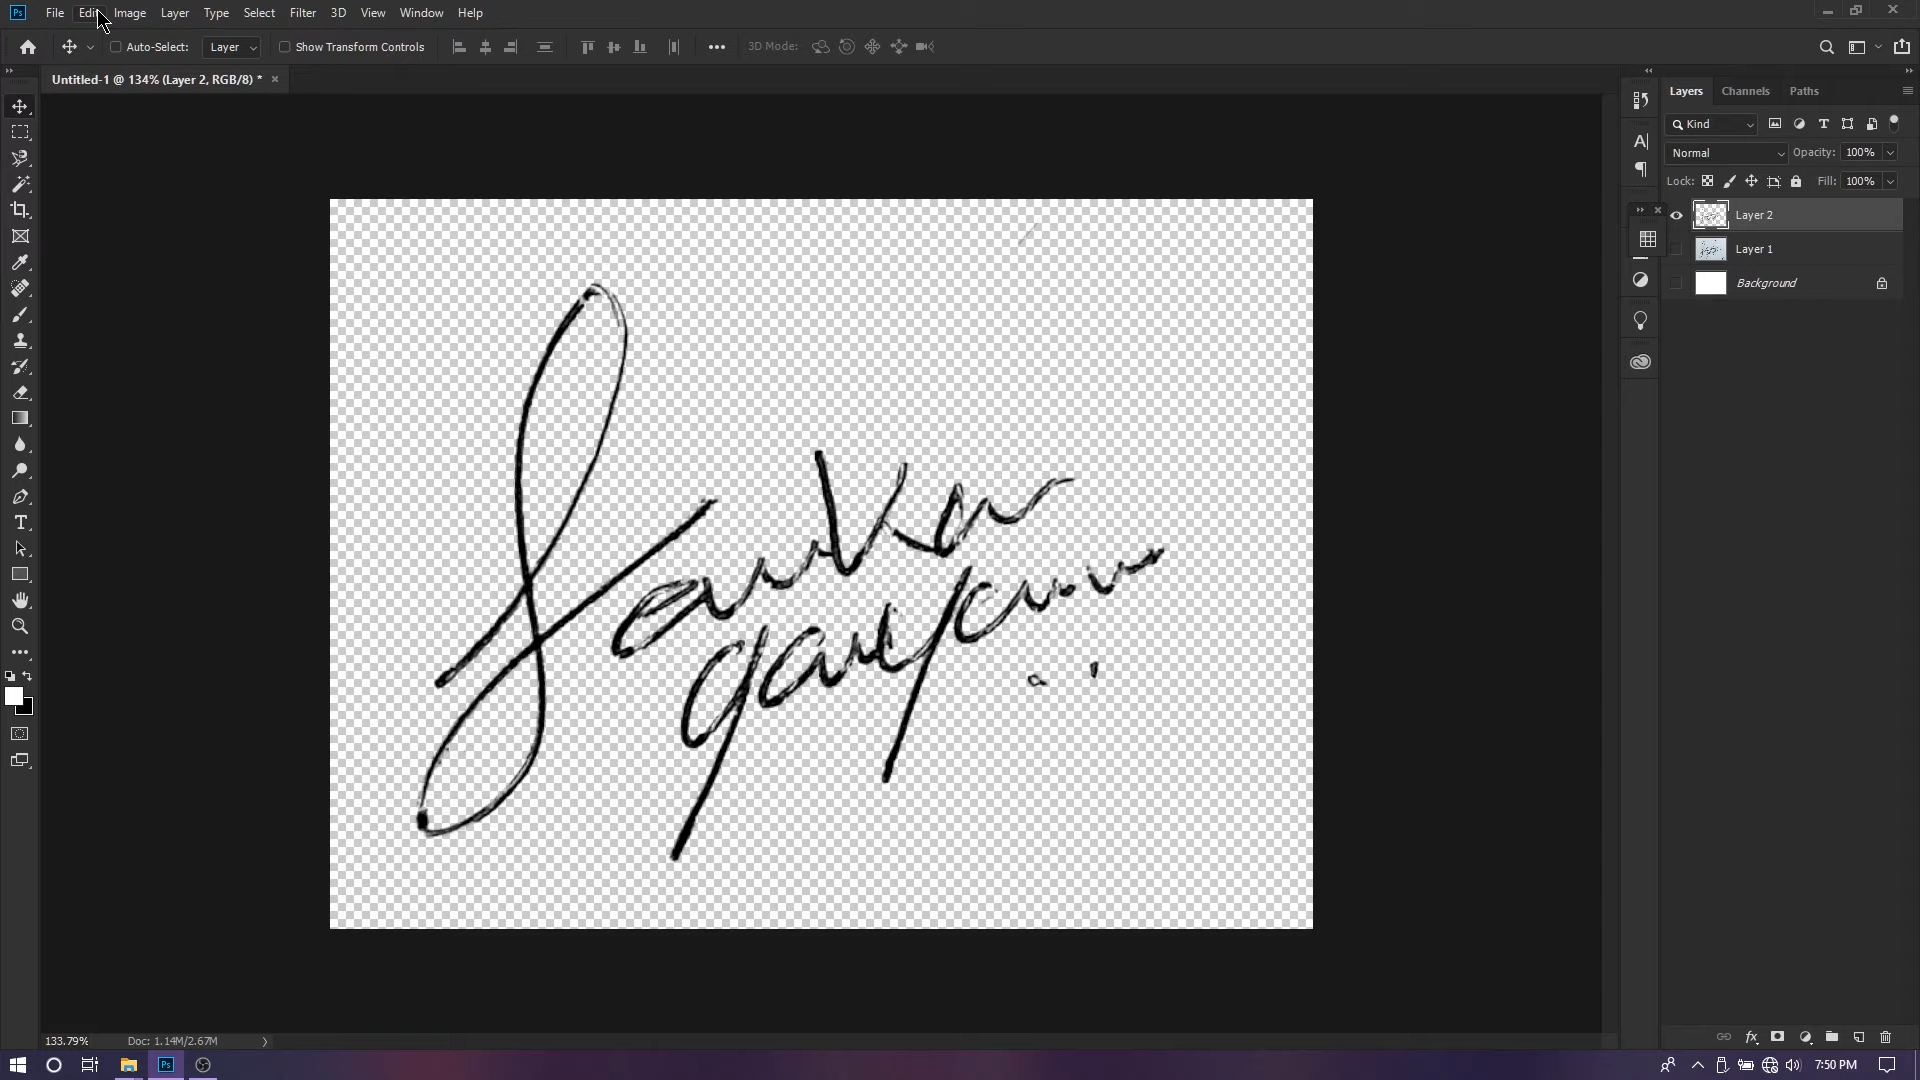 File Edit Image Layer Type Select Filter 3D View Window Help
Auto-Select: Layer Show Transform Controls 3D Mode:
Untitled-1 @ 134% (Layer 2, RGB/8) *
Layers Channels Paths
Kind
Normal Opacity: 100%
Lock: Fill: 100%
Layer 2
Layer 1
Background
133.79% Doc: 1.14M/2.67M
7:50 PM